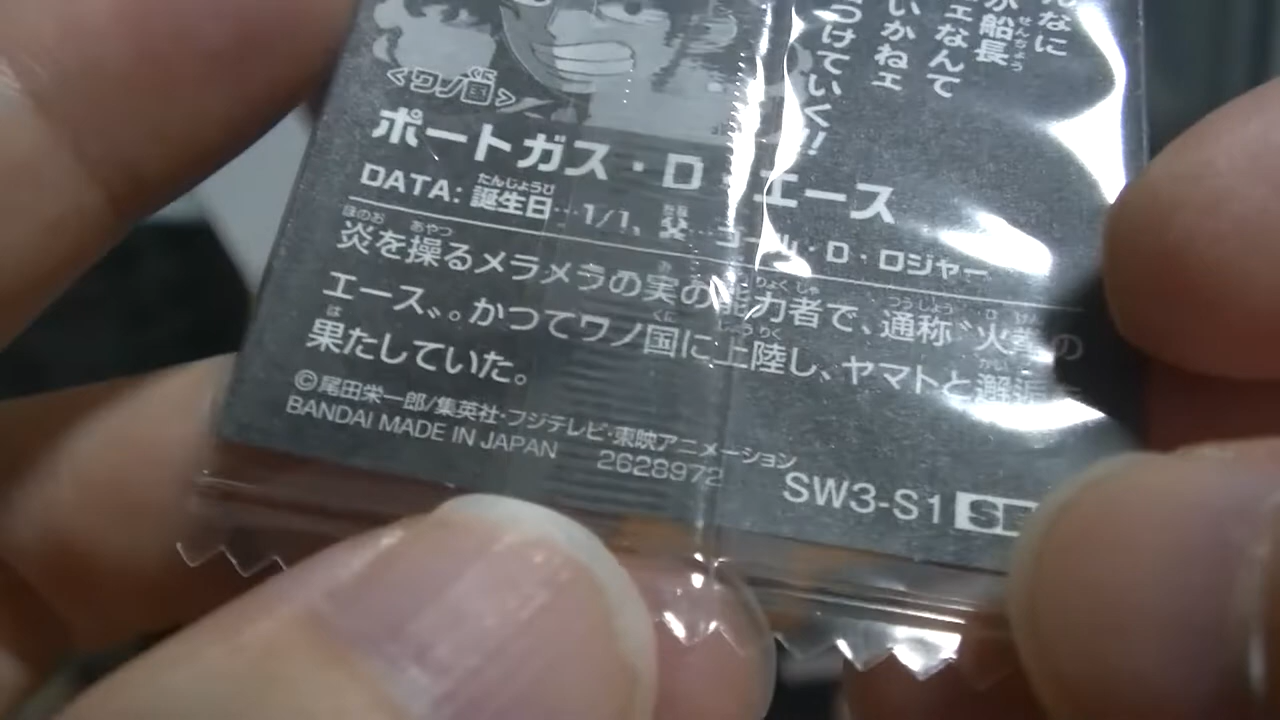 んなに
か船長
ェなんて
いかねェ
つけていく!!
<ワノ国>
ポートガス・D・エース
DATA: 誕生日…1/1、父…ゴール・D・ロジャー
炎を操るメラメラの実の能力者で、通称〝火拳の
エース〟。かつてワノ国に上陸し、ヤマトと邂逅
果たしていた。
©尾田栄一郎/集英社・フジテレビ・東映アニメーション
BANDAI MADE IN JAPAN 2628972
SW3-S1